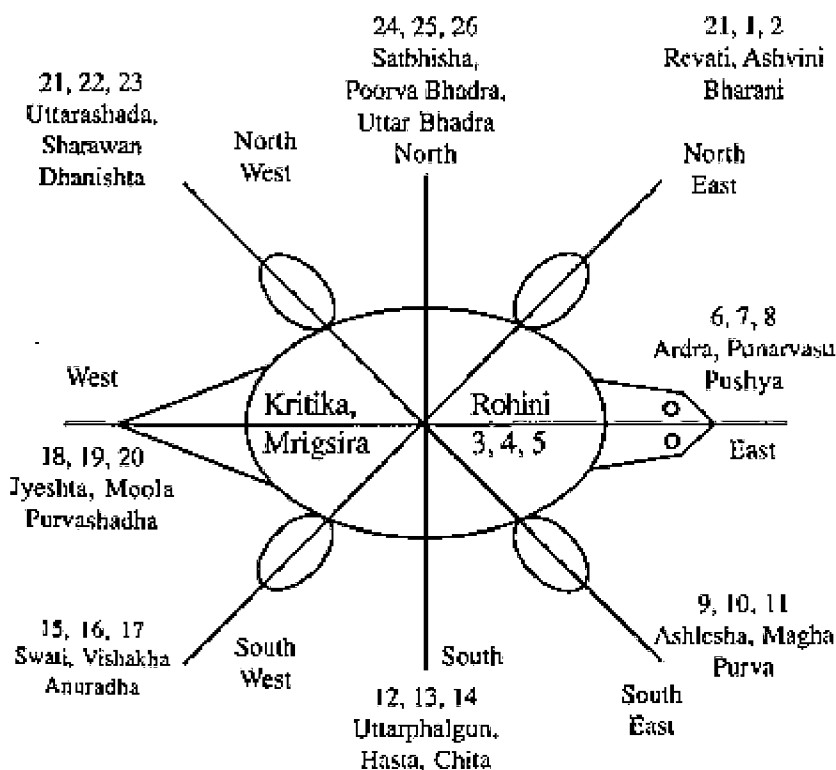 24, 25, 26
Satbhisha,
Poorva Bhadra,
Uttar Bhadra
North
21, 1, 2
Revati, Ashvini
Bharani
21, 22, 23
Uttarashada,
Sharawan
Dhanishta
North
West
North
East
6, 7, 8
Ardra, Punarvasu
Pushya
West
Kritika,
Mrigsira
Rohini
3, 4, 5
East
18, 19, 20
Jyeshta, Moola
Purvashadha
15, 16, 17
Swati, Vishakha
Anuradha
South
West
South
12, 13, 14
Uttarphalgun,
Hasta, Chita
9, 10, 11
Ashlesha, Magha
Purva
South
East